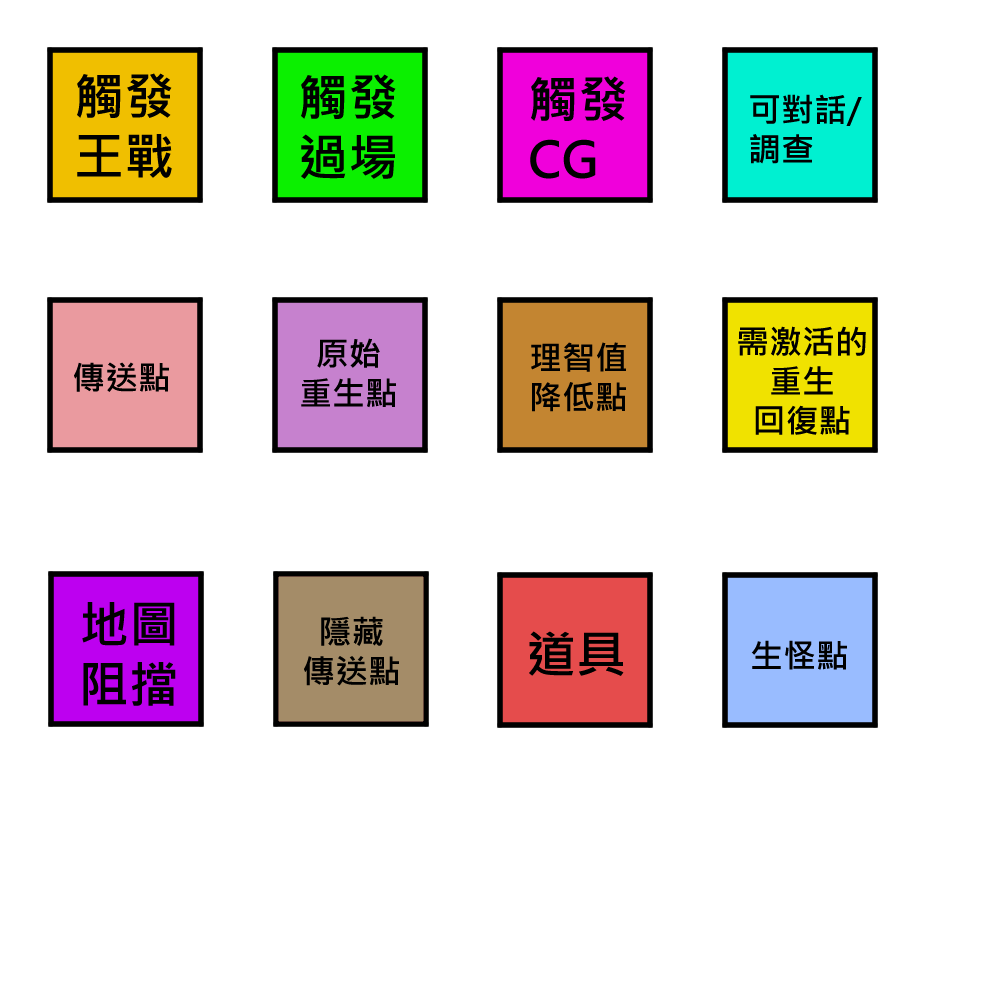 觸發
王戰
觸發
過場
觸發
CG
可對話/
調查
傳送點
原始
重生點
理智值
降低點
需激活的
重生
回復點
地圖
阻擋
隱藏
傳送點
道具
生怪點